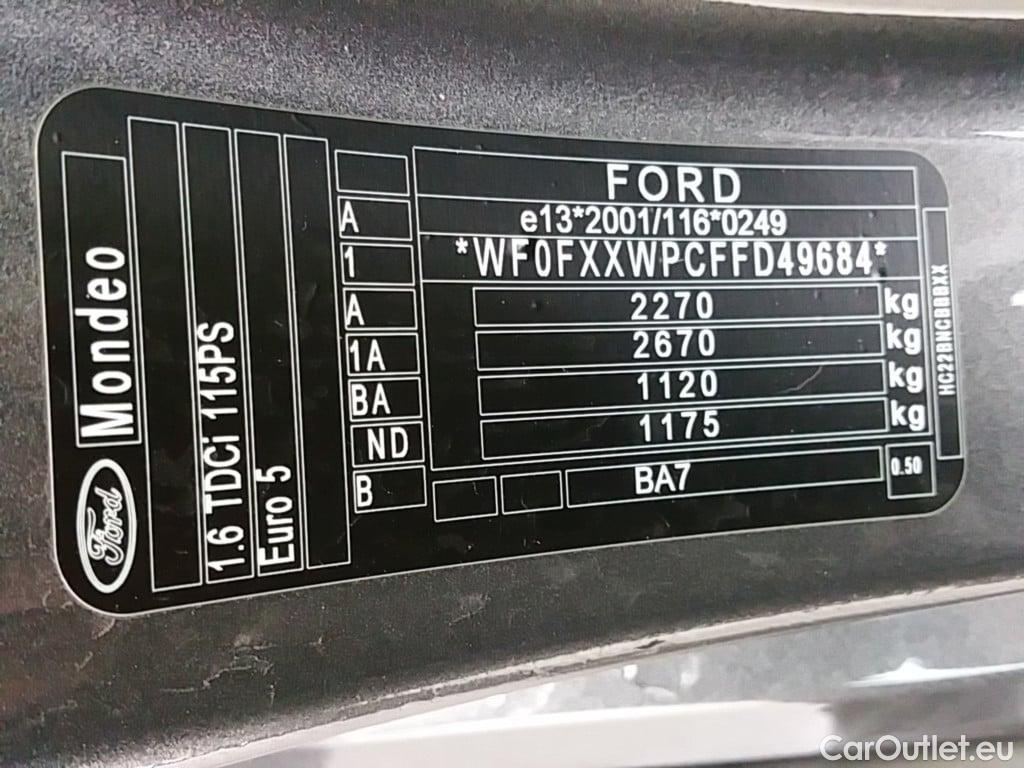 FORD
A e13*2001/116*0249
1 *WF0FXXWPCFFD49684*
A 2270 kg
1A 2670 kg
BA 1120 kg
ND 1175 kg
B BA7 0.50
HC22BNCBBBXX
Ford Mondeo
1.6 TDCi 115PS
Euro 5
CarOutlet.eu